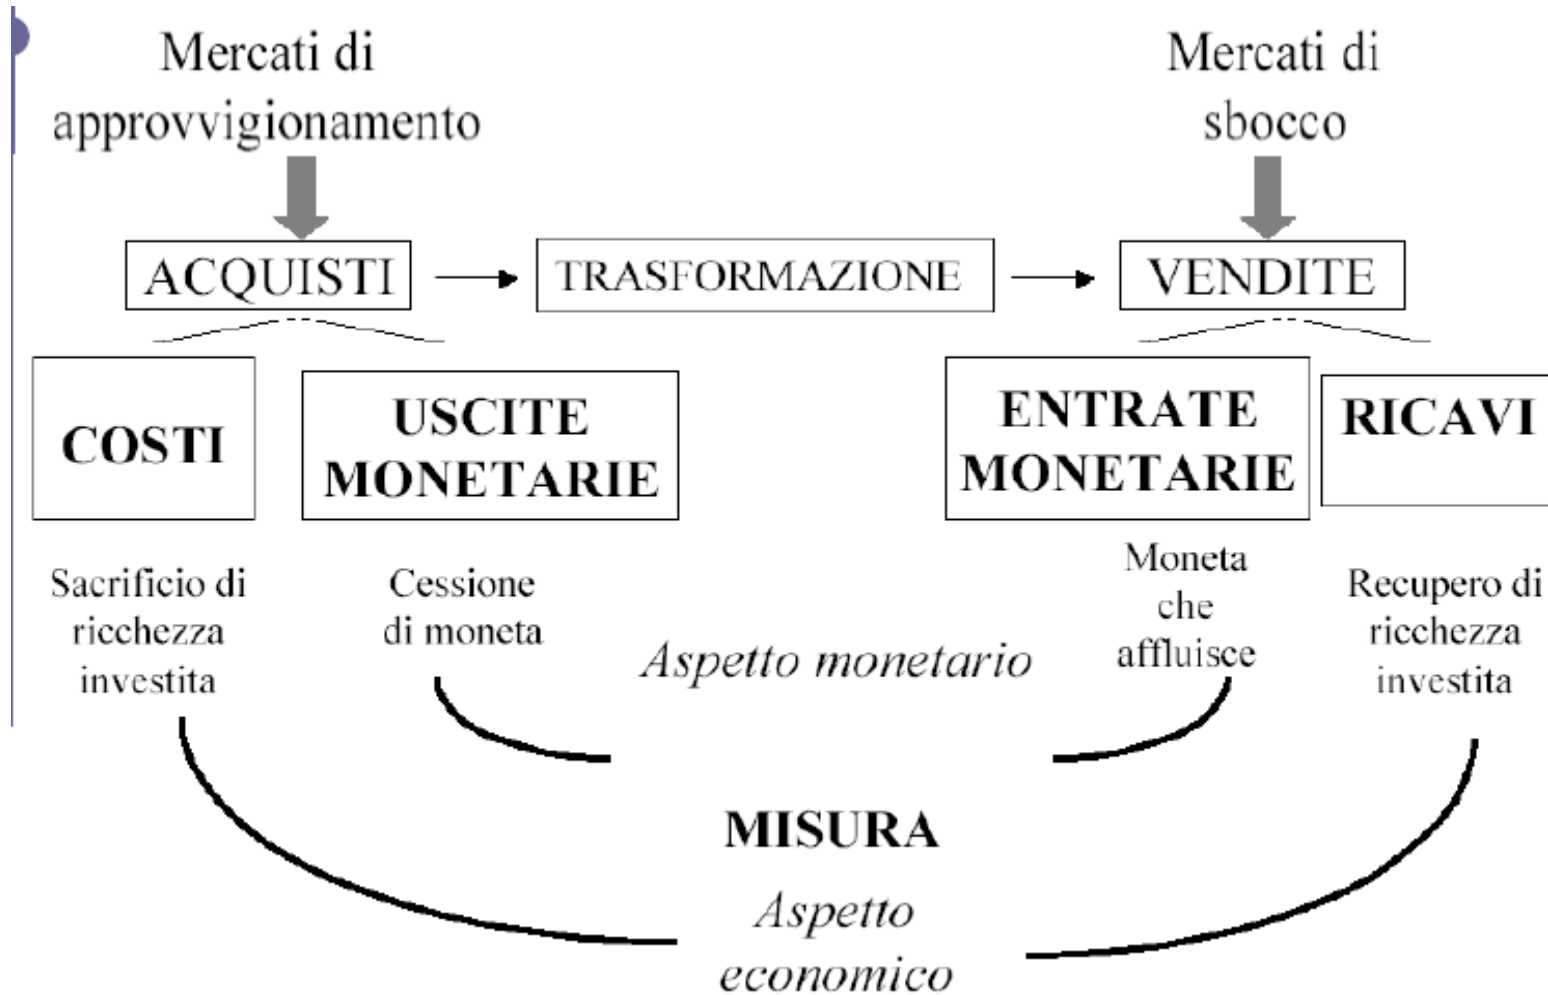 Mercati di
approvvigionamento
Mercati di
sbocco
ACQUISTI
TRASFORMAZIONE
VENDITE
COSTI
USCITE
MONETARIE
ENTRATE
MONETARIE
RICAVI
Sacrificio di
ricchezza
investita
Cessione
di moneta
Moneta
che
affluisce
Recupero di
ricchezza
investita
Aspetto monetario
MISURA
Aspetto
economico